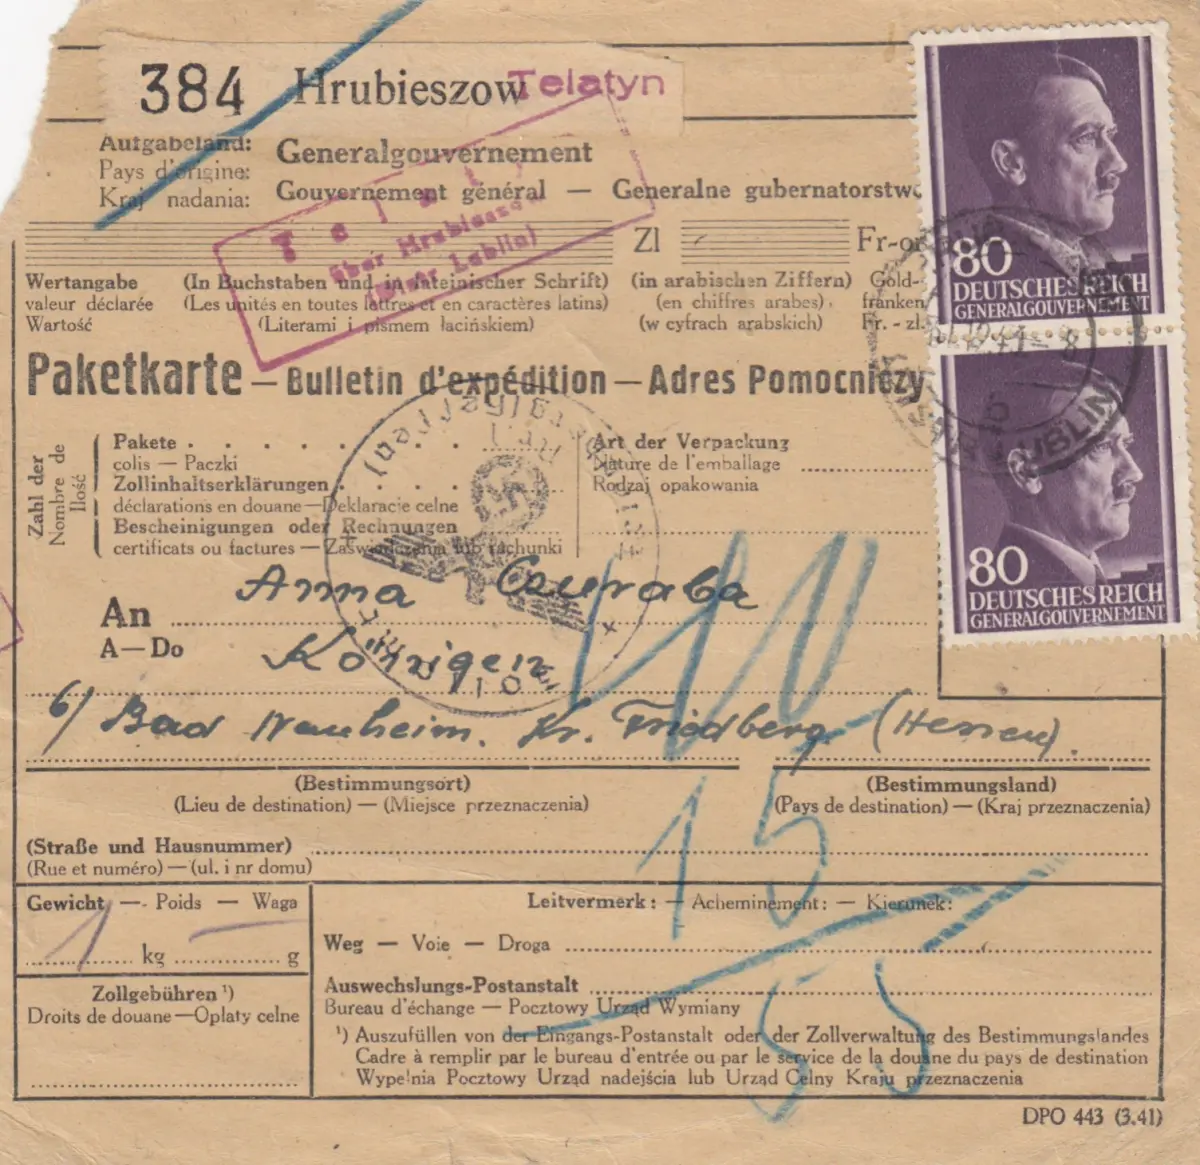 384 Hrubieszow Telatyn
Aufgabeland:
Pays d'origine:
Kraj nadania:
Generalgouvernement
Gouvernement général — Generalne gubernatorstwo
über Hrubieszow
Lublin)
Zl
Fr-or
Wertangabe
valeur déclarée
Wartość
(In Buchstaben und in lateinischer Schrift)
(Les unités en toutes lettres et en caractères latins)
(Literami i pismem łacińskiem)
(in arabischen Ziffern)
(en chiffres arabes)
(w cyfrach arabskich)
Gold-
franken
Fr. - zł.
80
DEUTSCHES REICH
GENERALGOUVERNEMENT
80
DEUTSCHES REICH
GENERALGOUVERNEMENT
LUBLIN
Paketkarte — Bulletin d'expédition — Adres Pomocniczy
Zahl der
Nombre de
Ilość
Pakete
colis — Paczki
Zollinhaltserklärungen
déclarations en douane — Deklaracje celne
Bescheinigungen oder Rechnungen
certificats ou factures — Zaświadczenia lub rachunki
Art der Verpackung
Nature de l'emballage
Rodzaj opakowania
An
A — Do
Anna
6/ Bad Nauheim. Kr. Friedberg (Hessen).
(Bestimmungsort)
(Lieu de destination) — (Miejsce przeznaczenia)
(Bestimmungsland)
(Pays de destination) — (Kraj przeznaczenia)
(Straße und Hausnummer)
(Rue et numéro) — (ul. i nr domu)
Gewicht — Poids — Waga
1 kg — g
Zollgebühren ¹)
Droits de douane — Opłaty celne
40
15
55
Leitvermerk: — Acheminement: — Kierunek:
Weg — Voie — Droga
Auswechslungs-Postanstalt
Bureau d'échange — Pocztowy Urząd Wymiany
¹) Auszufüllen von der Eingangs-Postanstalt oder der Zollverwaltung des Bestimmungslandes
Cadre à remplir par le bureau d'entrée ou par le service de la douane du pays de destination
Wypełnia Pocztowy Urząd nadejścia lub Urząd Celny Kraju przeznaczenia
DPO 443 (3.41)